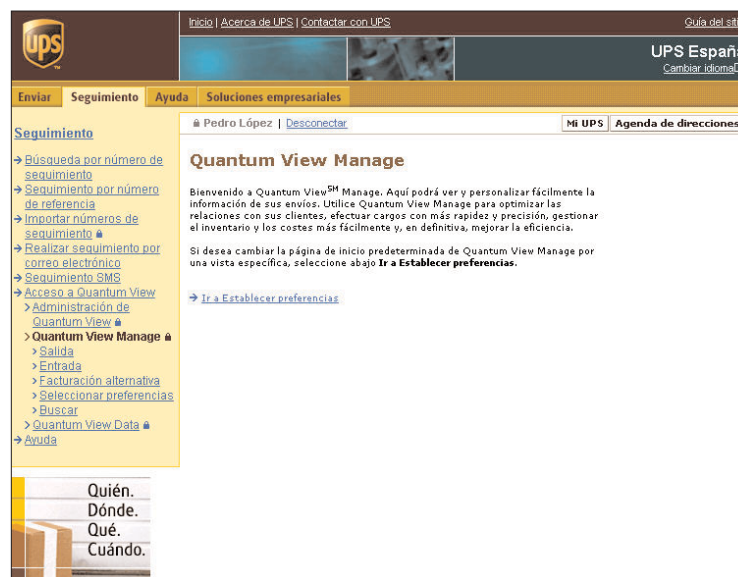 ups
Inicio | Acerca de UPS | Contactar con UPS
Guía del
UPS
Cambiar idioma
Enviar Seguimiento Ayuda Soluciones empresariales
Pedro López | Desconectar
Mi UPS Agenda de direcciones
Seguimiento
Búsqueda por número de
seguimiento
Seguimiento por número
de referencia
Importar números de
seguimiento
Realizar seguimiento por
correo electrónico
Seguimiento SMS
Acceso a Quantum View
Administración de
Quantum View
Quantum View Manage
Salida
Entrada
Facturación alternativa
Seleccionar preferencias
Buscar
Quantum View Data
Ayuda
Quantum View Manage
Bienvenido a Quantum View SM Manage. Aquí podrá ver y personalizar fácilmente la
información de sus envíos. Utilice Quantum View Manage para optimizar las
relaciones con sus clientes, efectuar cargos con más rapidez y precisión, gestionar
el inventario y los costes más fácilmente y, en definitiva, mejorar la eficiencia.
Si desea cambiar la página de inicio predeterminada de Quantum View Manage por
una vista específica, seleccione abajo Ir a Establecer preferencias.
Ir a Establecer preferencias
Quién.
Dónde.
Qué.
Cuándo.